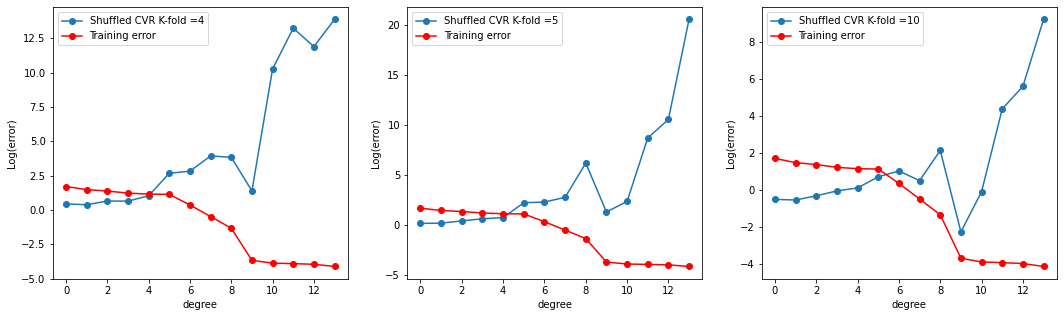 Shuffled CVR K-fold =4
Training error
12.5
10.0
7.5
5.0
2.5
0.0
−2.5
−5.0
Log(error)
0 2 4 6 8 10 12
degree
Shuffled CVR K-fold =5
Training error
20
15
10
5
0
−5
Log(error)
0 2 4 6 8 10 12
degree
Shuffled CVR K-fold =10
Training error
8
6
4
2
0
−2
−4
Log(error)
0 2 4 6 8 10 12
degree